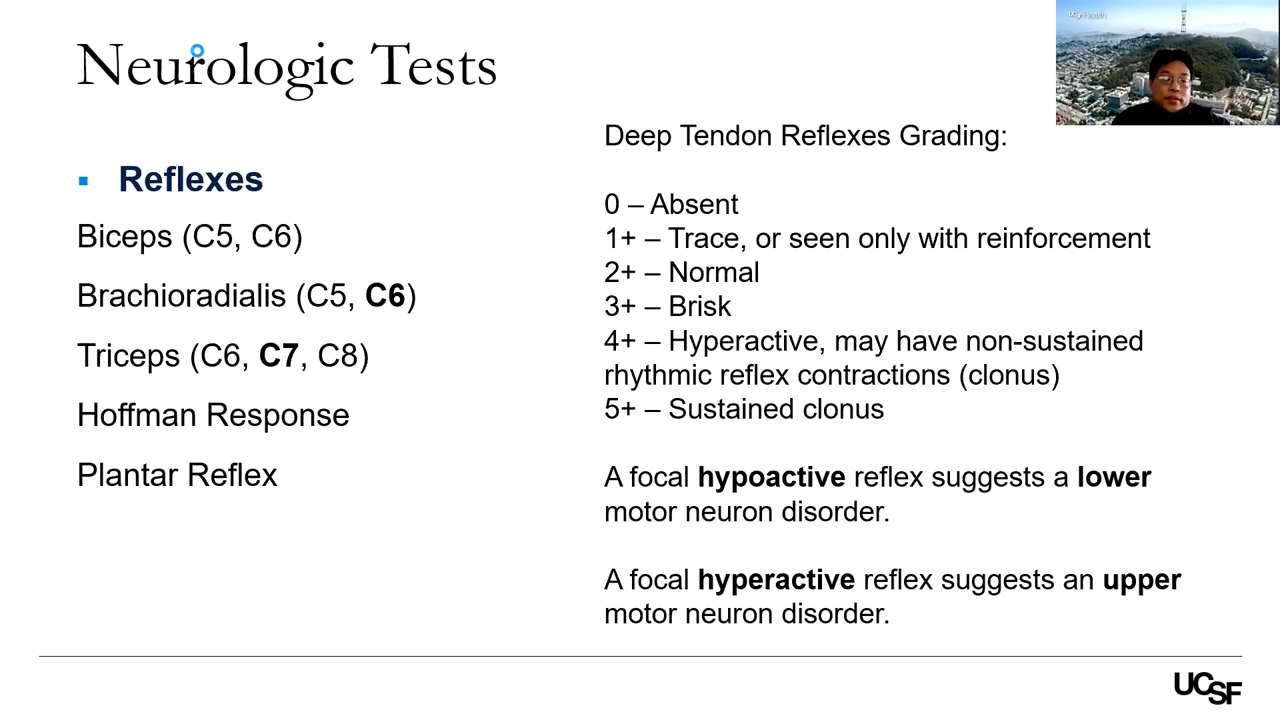 Neurologic Tests
UCSF Health
▪ Reflexes
Biceps (C5, C6)
Brachioradialis (C5, C6)
Triceps (C6, C7, C8)
Hoffman Response
Plantar Reflex
Deep Tendon Reflexes Grading:
0 – Absent
1+ – Trace, or seen only with reinforcement
2+ – Normal
3+ – Brisk
4+ – Hyperactive, may have non-sustained
rhythmic reflex contractions (clonus)
5+ – Sustained clonus
A focal hypoactive reflex suggests a lower
motor neuron disorder.
A focal hyperactive reflex suggests an upper
motor neuron disorder.
UCSF